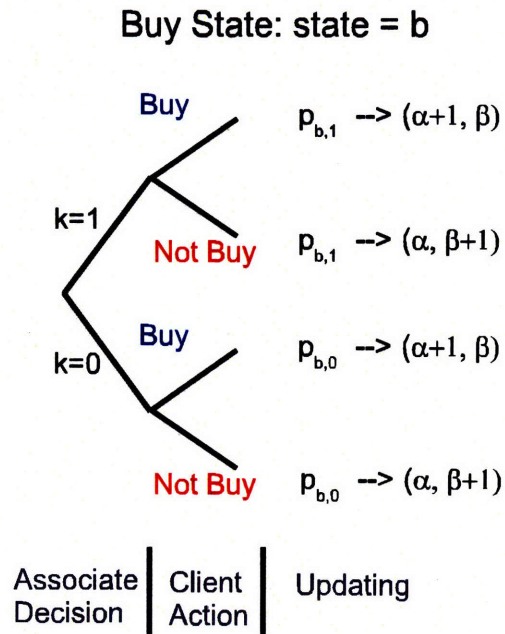 Buy State: state = b
Buy
p_b,1 --> (α+1, β)
k=1
Not Buy
p_b,1 --> (α, β+1)
Buy
p_b,0 --> (α+1, β)
k=0
Not Buy
p_b,0 --> (α, β+1)
Associate Decision
Client Action
Updating